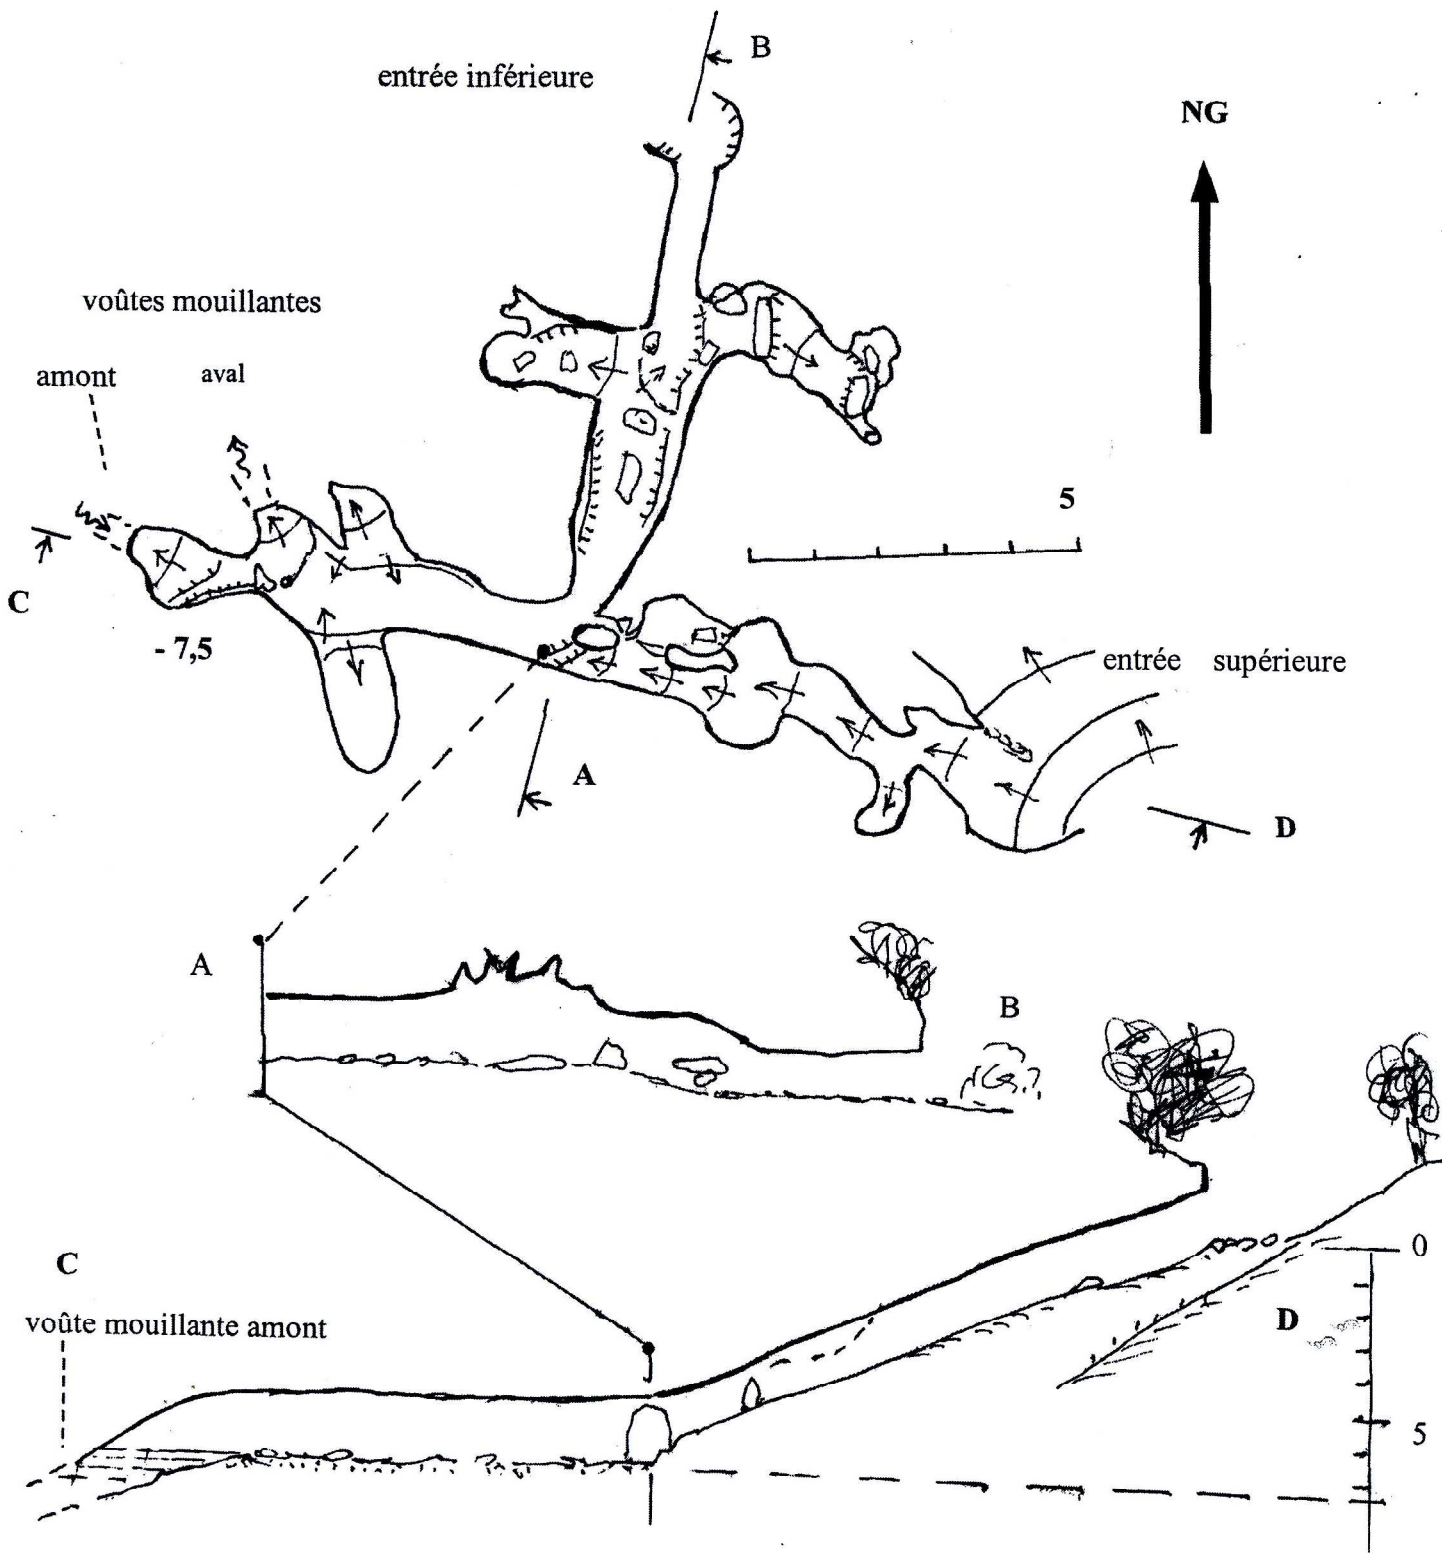 B
entrée inférieure
NG
voûtes mouillantes
amont aval
5
C
- 7,5
entrée supérieure
A
D
A
B
0
C
D
voûte mouillante amont
5